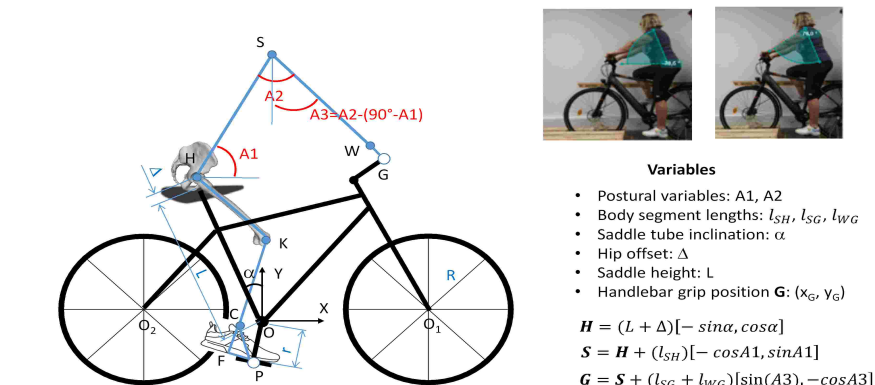 S
A2
A3=A2-(90°-A1)
W
G
H
A1
Δ
K
L
α
Y
R
X
C
O
O₂
O₁
F
r
P
Variables
• Postural variables: A1, A2
• Body segment lengths: l_SH, l_SG, l_WG
• Saddle tube inclination: α
• Hip offset: Δ
• Saddle height: L
• Handlebar grip position G: (x_G, y_G)
H = (L + Δ)[− sinα, cosα]
S = H + (l_SH)[− cosA1, sinA1]
G = S + (l_SG + l_WG)[sin(A3), −cosA3]